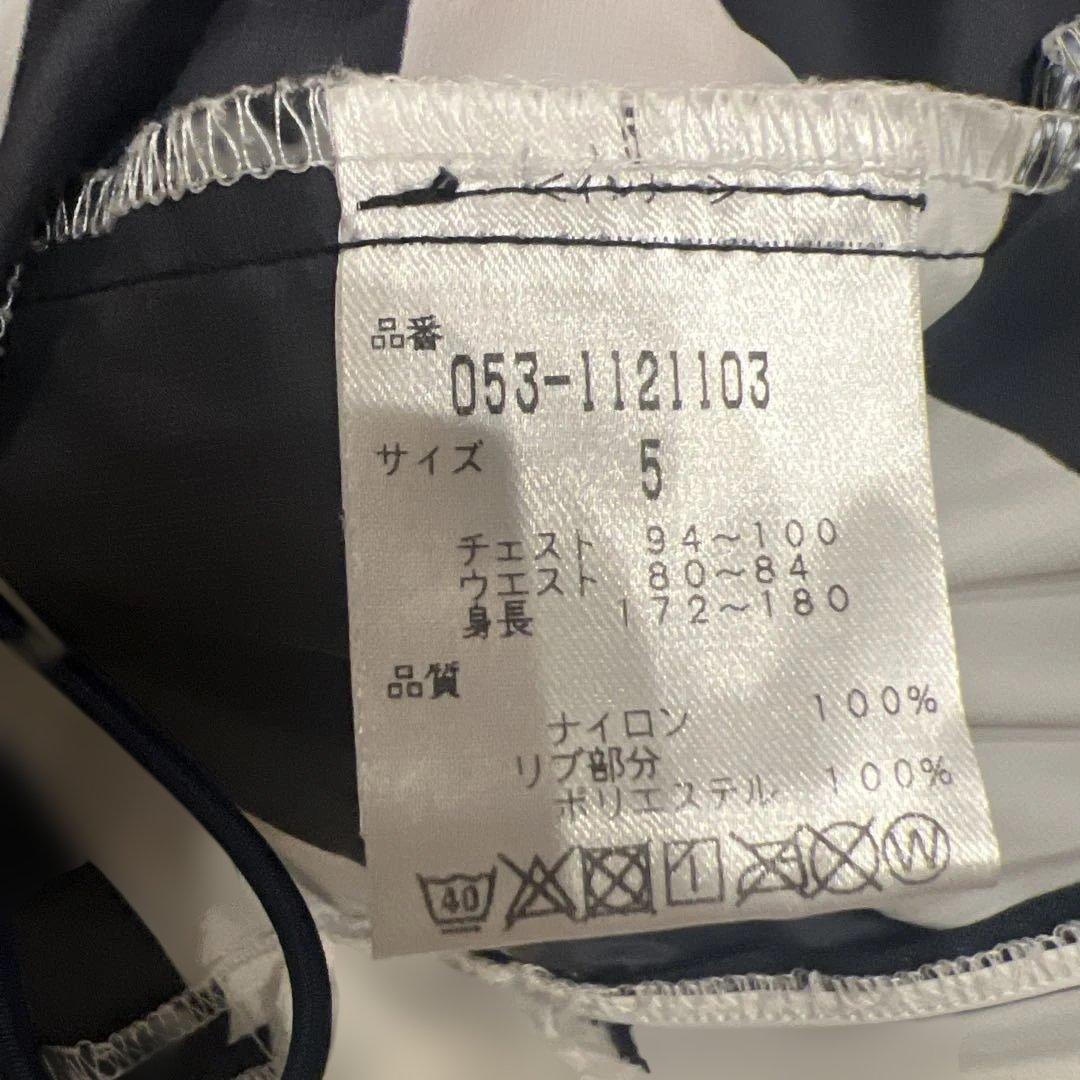 品番
053-1121103
サイズ 5
チェスト 94～100
ウエスト 80～84
身長 172～180
品質
ナイロン 100%
リブ部分
ポリエステル 100%
40
W